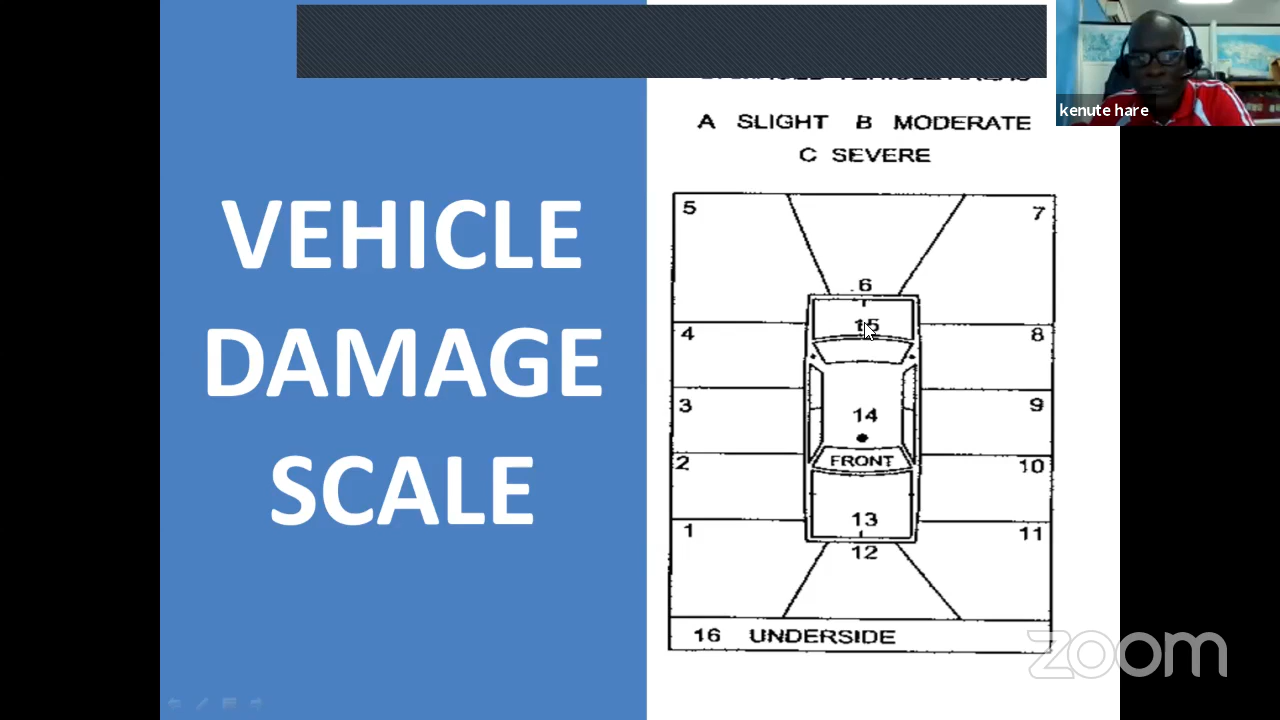 kenute hare
VEHICLE
DAMAGE
SCALE
A SLIGHT B MODERATE
C SEVERE
5
7
6
15
4
8
3
9
14
2
FRONT
10
13
1
11
12
16 UNDERSIDE
zoom